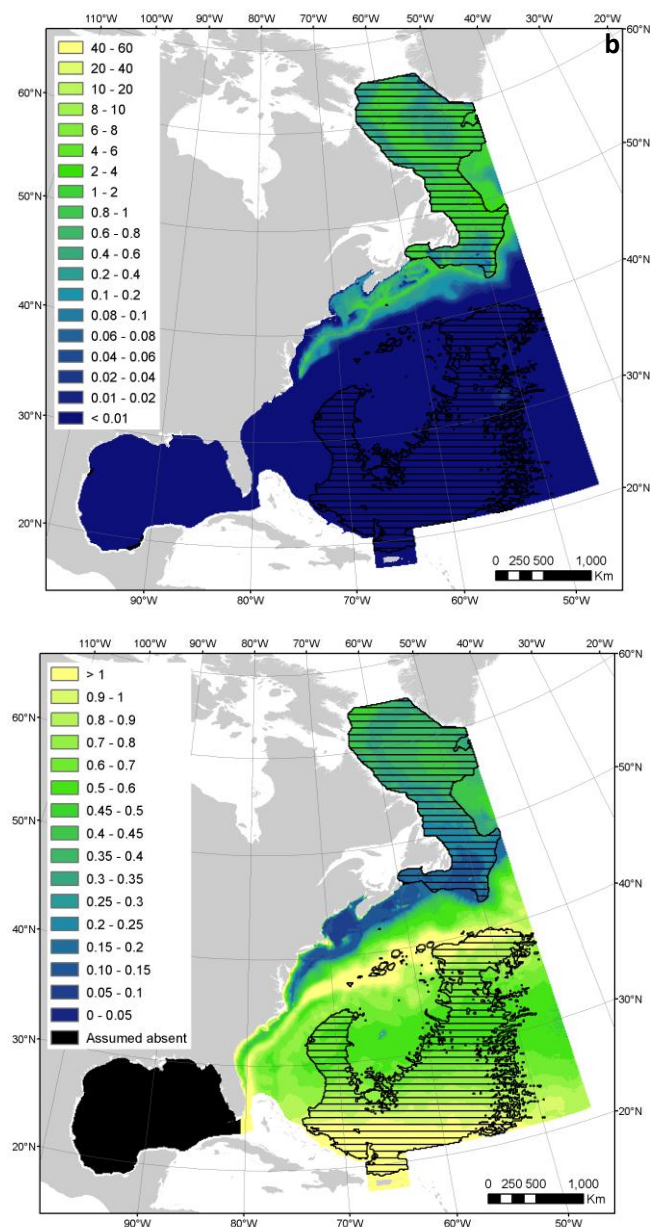 110°W 100°W 90°W 80°W 70°W 60°W 50°W 40°W 30°W 20°W
60°N
b
40 - 60
20 - 40
10 - 20
8 - 10
6 - 8
4 - 6
2 - 4
1 - 2
0.8 - 1
0.6 - 0.8
0.4 - 0.6
0.2 - 0.4
0.1 - 0.2
0.08 - 0.1
0.06 - 0.08
0.04 - 0.06
0.02 - 0.04
0.01 - 0.02
< 0.01
60°N
50°N
40°N
30°N
20°N
50°N
40°N
30°N
20°N
0 250 500 1,000
Km
90°W 80°W 70°W 60°W 50°W
110°W 100°W 90°W 80°W 70°W 60°W 50°W 40°W 30°W 20°W
60°N
> 1
0.9 - 1
0.8 - 0.9
0.7 - 0.8
0.6 - 0.7
0.5 - 0.6
0.45 - 0.5
0.4 - 0.45
0.35 - 0.4
0.3 - 0.35
0.25 - 0.3
0.2 - 0.25
0.15 - 0.2
0.10 - 0.15
0.05 - 0.1
0 - 0.05
Assumed absent
60°N
50°N
40°N
30°N
20°N
50°N
40°N
30°N
20°N
0 250 500 1,000
Km
90°W 80°W 70°W 60°W 50°W